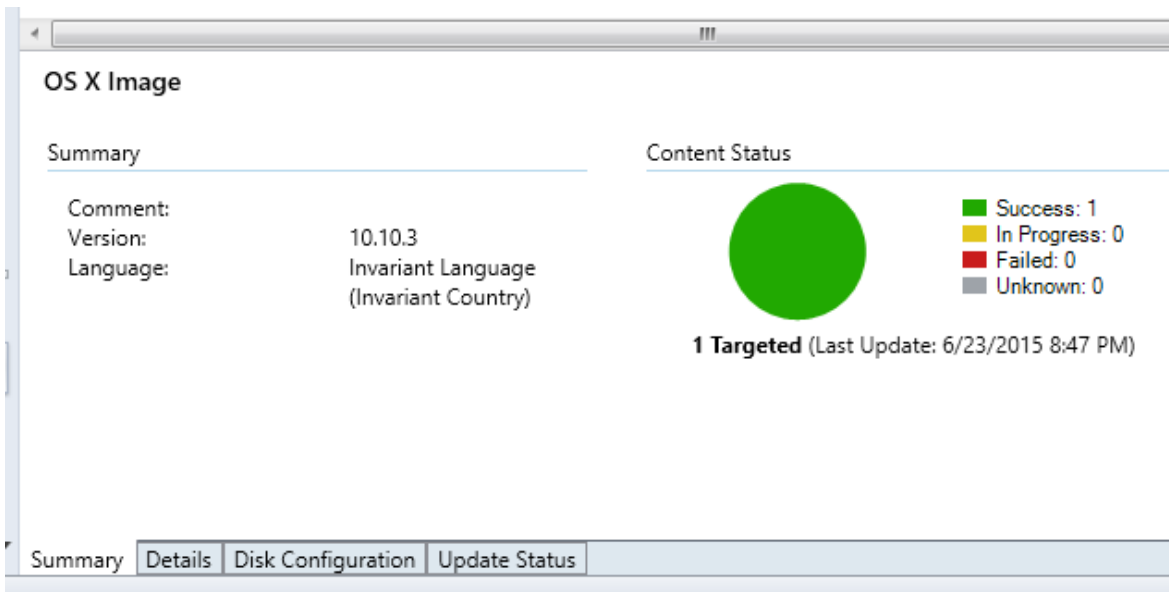 OS X Image
Summary
Comment:
Version: 10.10.3
Language: Invariant Language
(Invariant Country)
Content Status
Success: 1
In Progress: 0
Failed: 0
Unknown: 0
1 Targeted (Last Update: 6/23/2015 8:47 PM)
Summary Details Disk Configuration Update Status